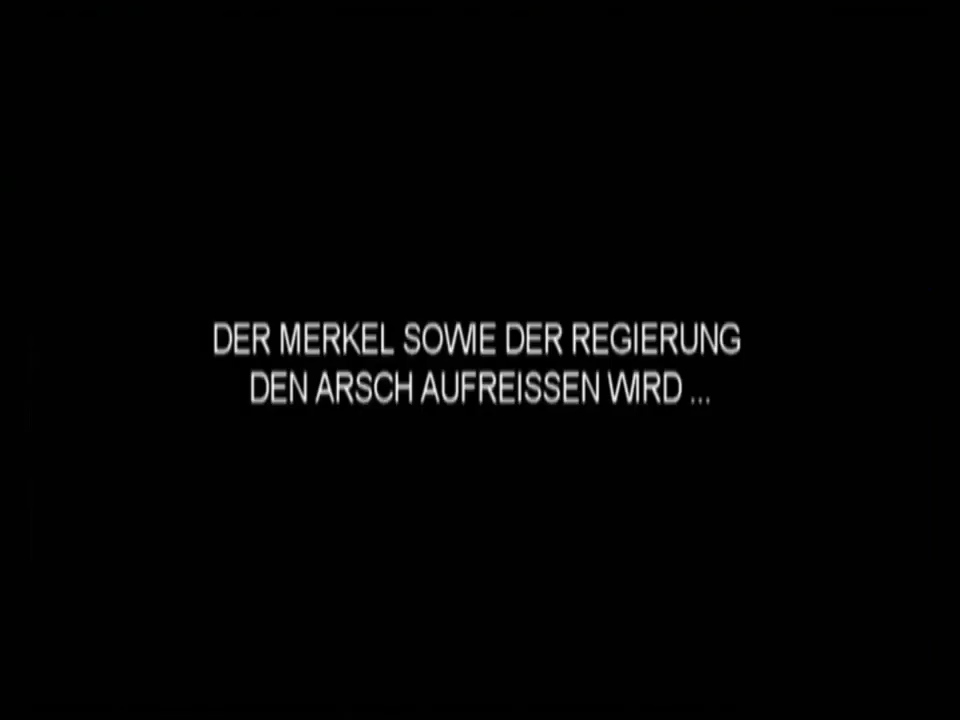 DER MERKEL SOWIE DER REGIERUNG
DEN ARSCH AUFREISSEN WIRD ...